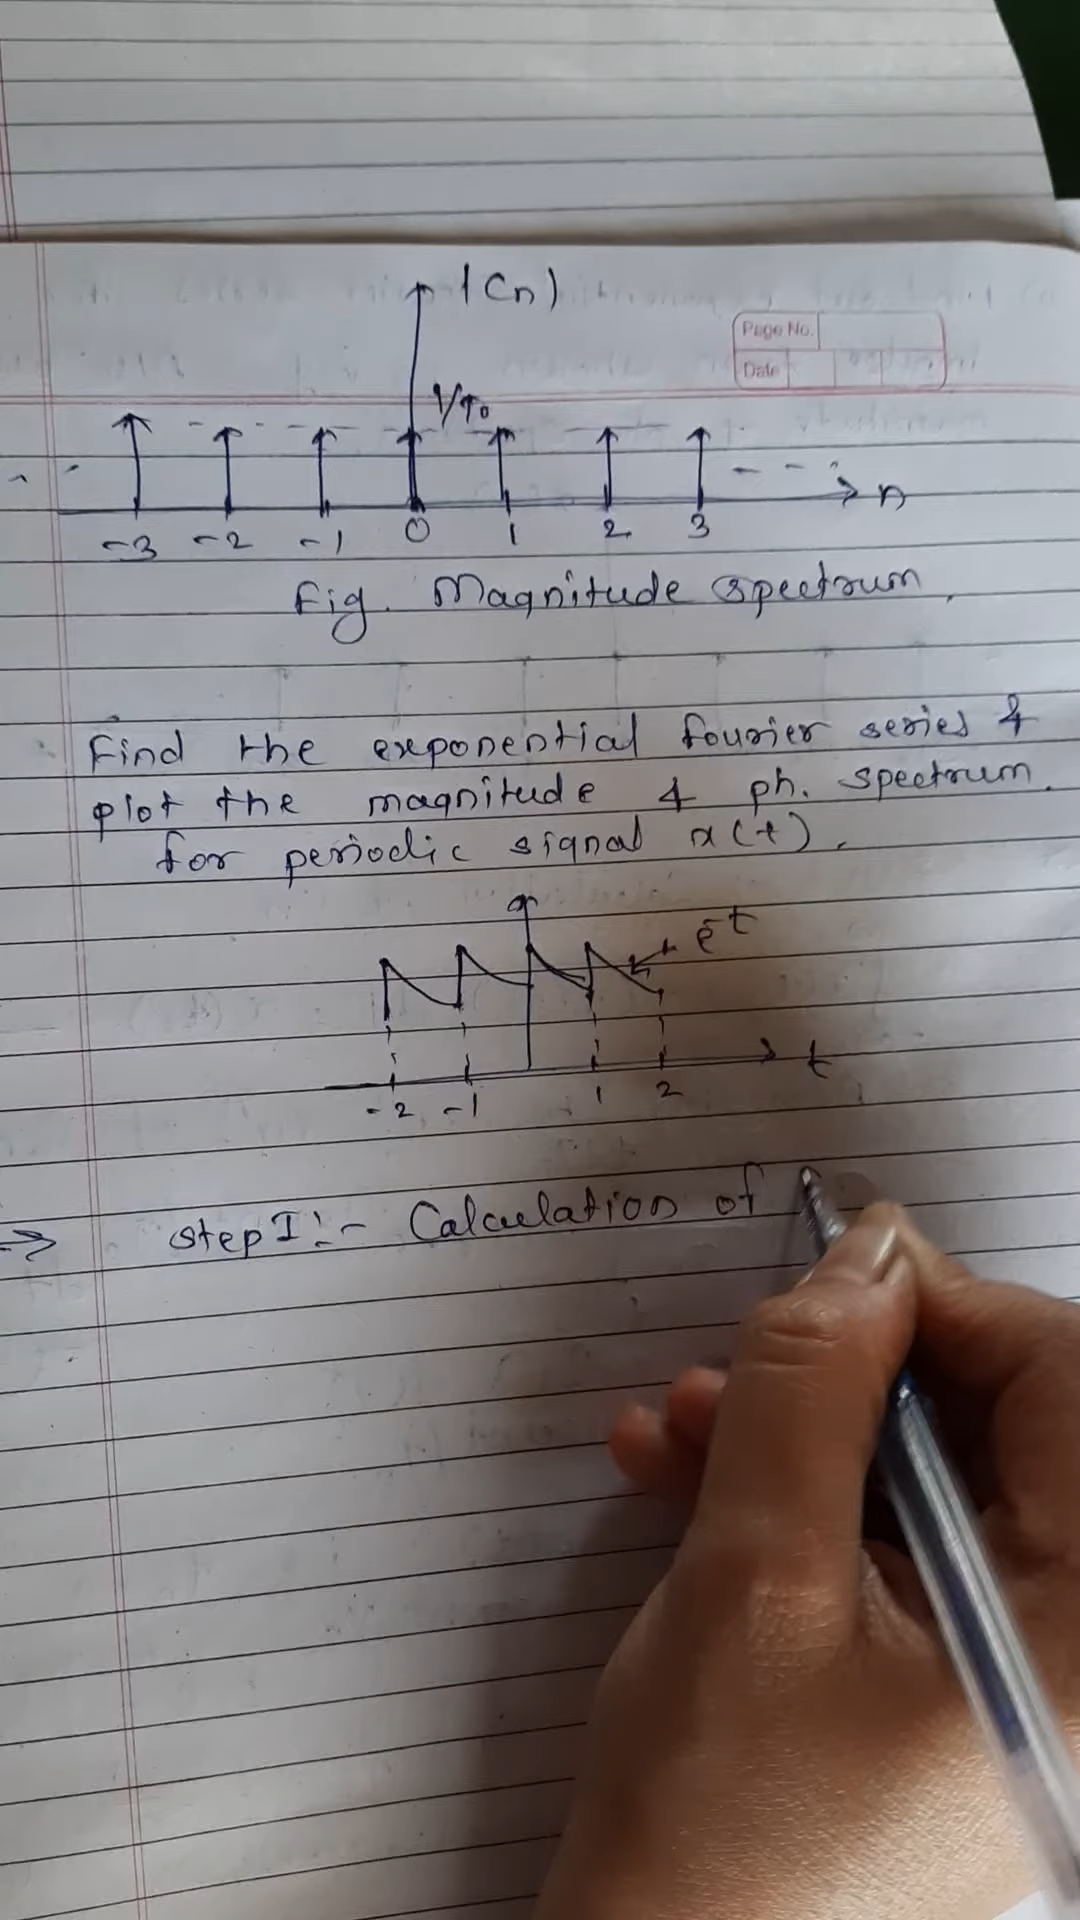 |Cn|
Page No.
Date
1/T₀
n
-3 -2 -1 0 1 2 3
Fig. Magnitude spectrum.
Find the exponential fourier series &
plot the magnitude & ph. spectrum.
for periodic signal x(t).
e^-t
t
-2 -1 1 2
⇒ step I :- Calculation of